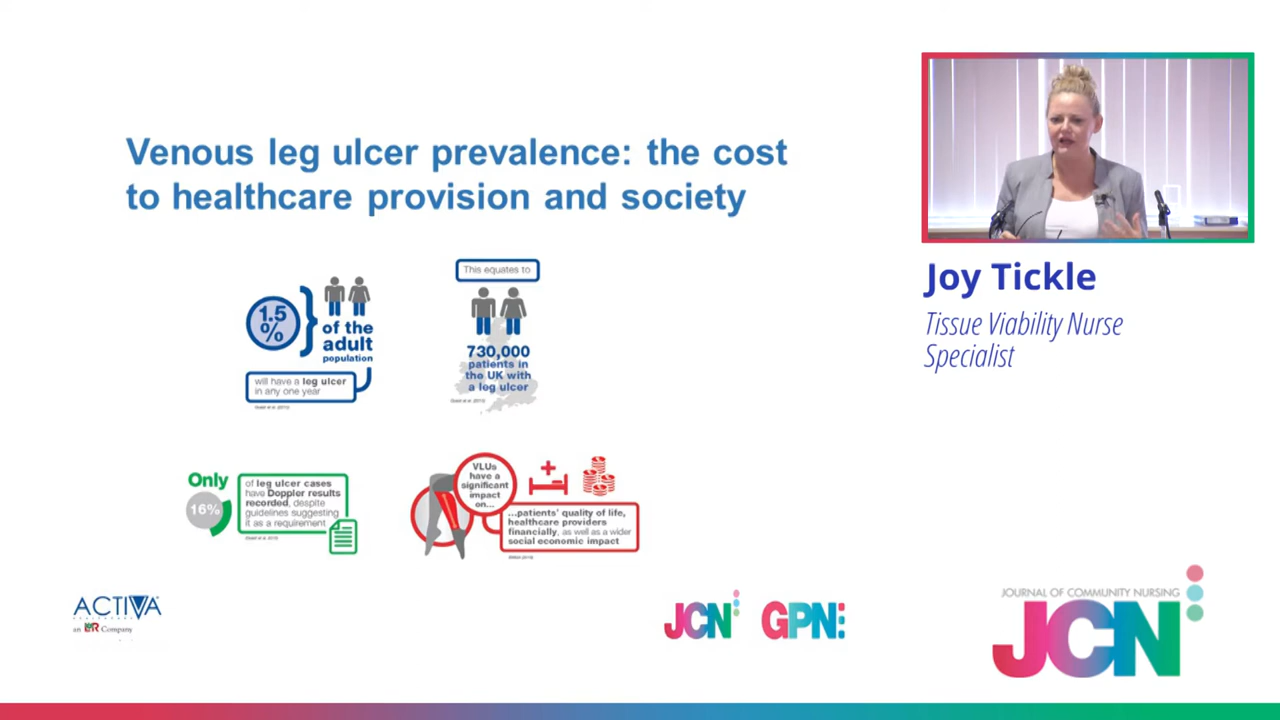 Venous leg ulcer prevalence: the cost
to healthcare provision and society
1.5
%
of the
adult
population
will have a leg ulcer
in any one year
This equates to
730,000
patients in
the UK with
a leg ulcer
Only
16%
of leg ulcer cases
have Doppler results
recorded, despite
guidelines suggesting
it as a requirement
VLUs
have a
significant
impact
on...
...patients' quality of life,
healthcare providers
financially, as well as a wider
social economic impact
ACTIVA
an L&R Company
JCN
GPN
Joy Tickle
Tissue Viability Nurse
Specialist
JOURNAL OF COMMUNITY NURSING
JCN